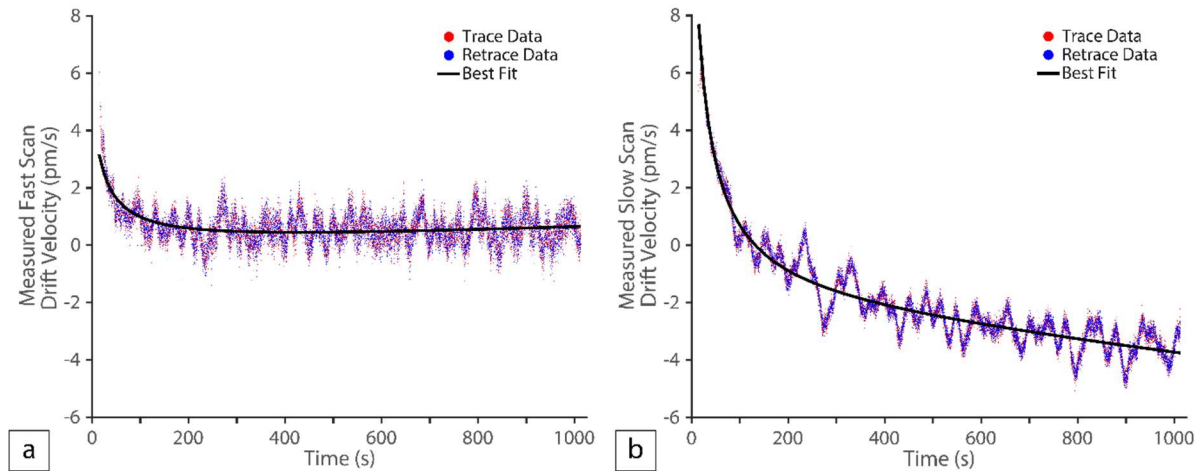 8
6
4
2
0
-2
-4
-6
Measured Fast Scan
Drift Velocity (pm/s)
Trace Data
Retrace Data
Best Fit
0 200 400 600 800 1000
Time (s)
a
8
6
4
2
0
-2
-4
-6
Measured Slow Scan
Drift Velocity (pm/s)
Trace Data
Retrace Data
Best Fit
0 200 400 600 800 1000
Time (s)
b